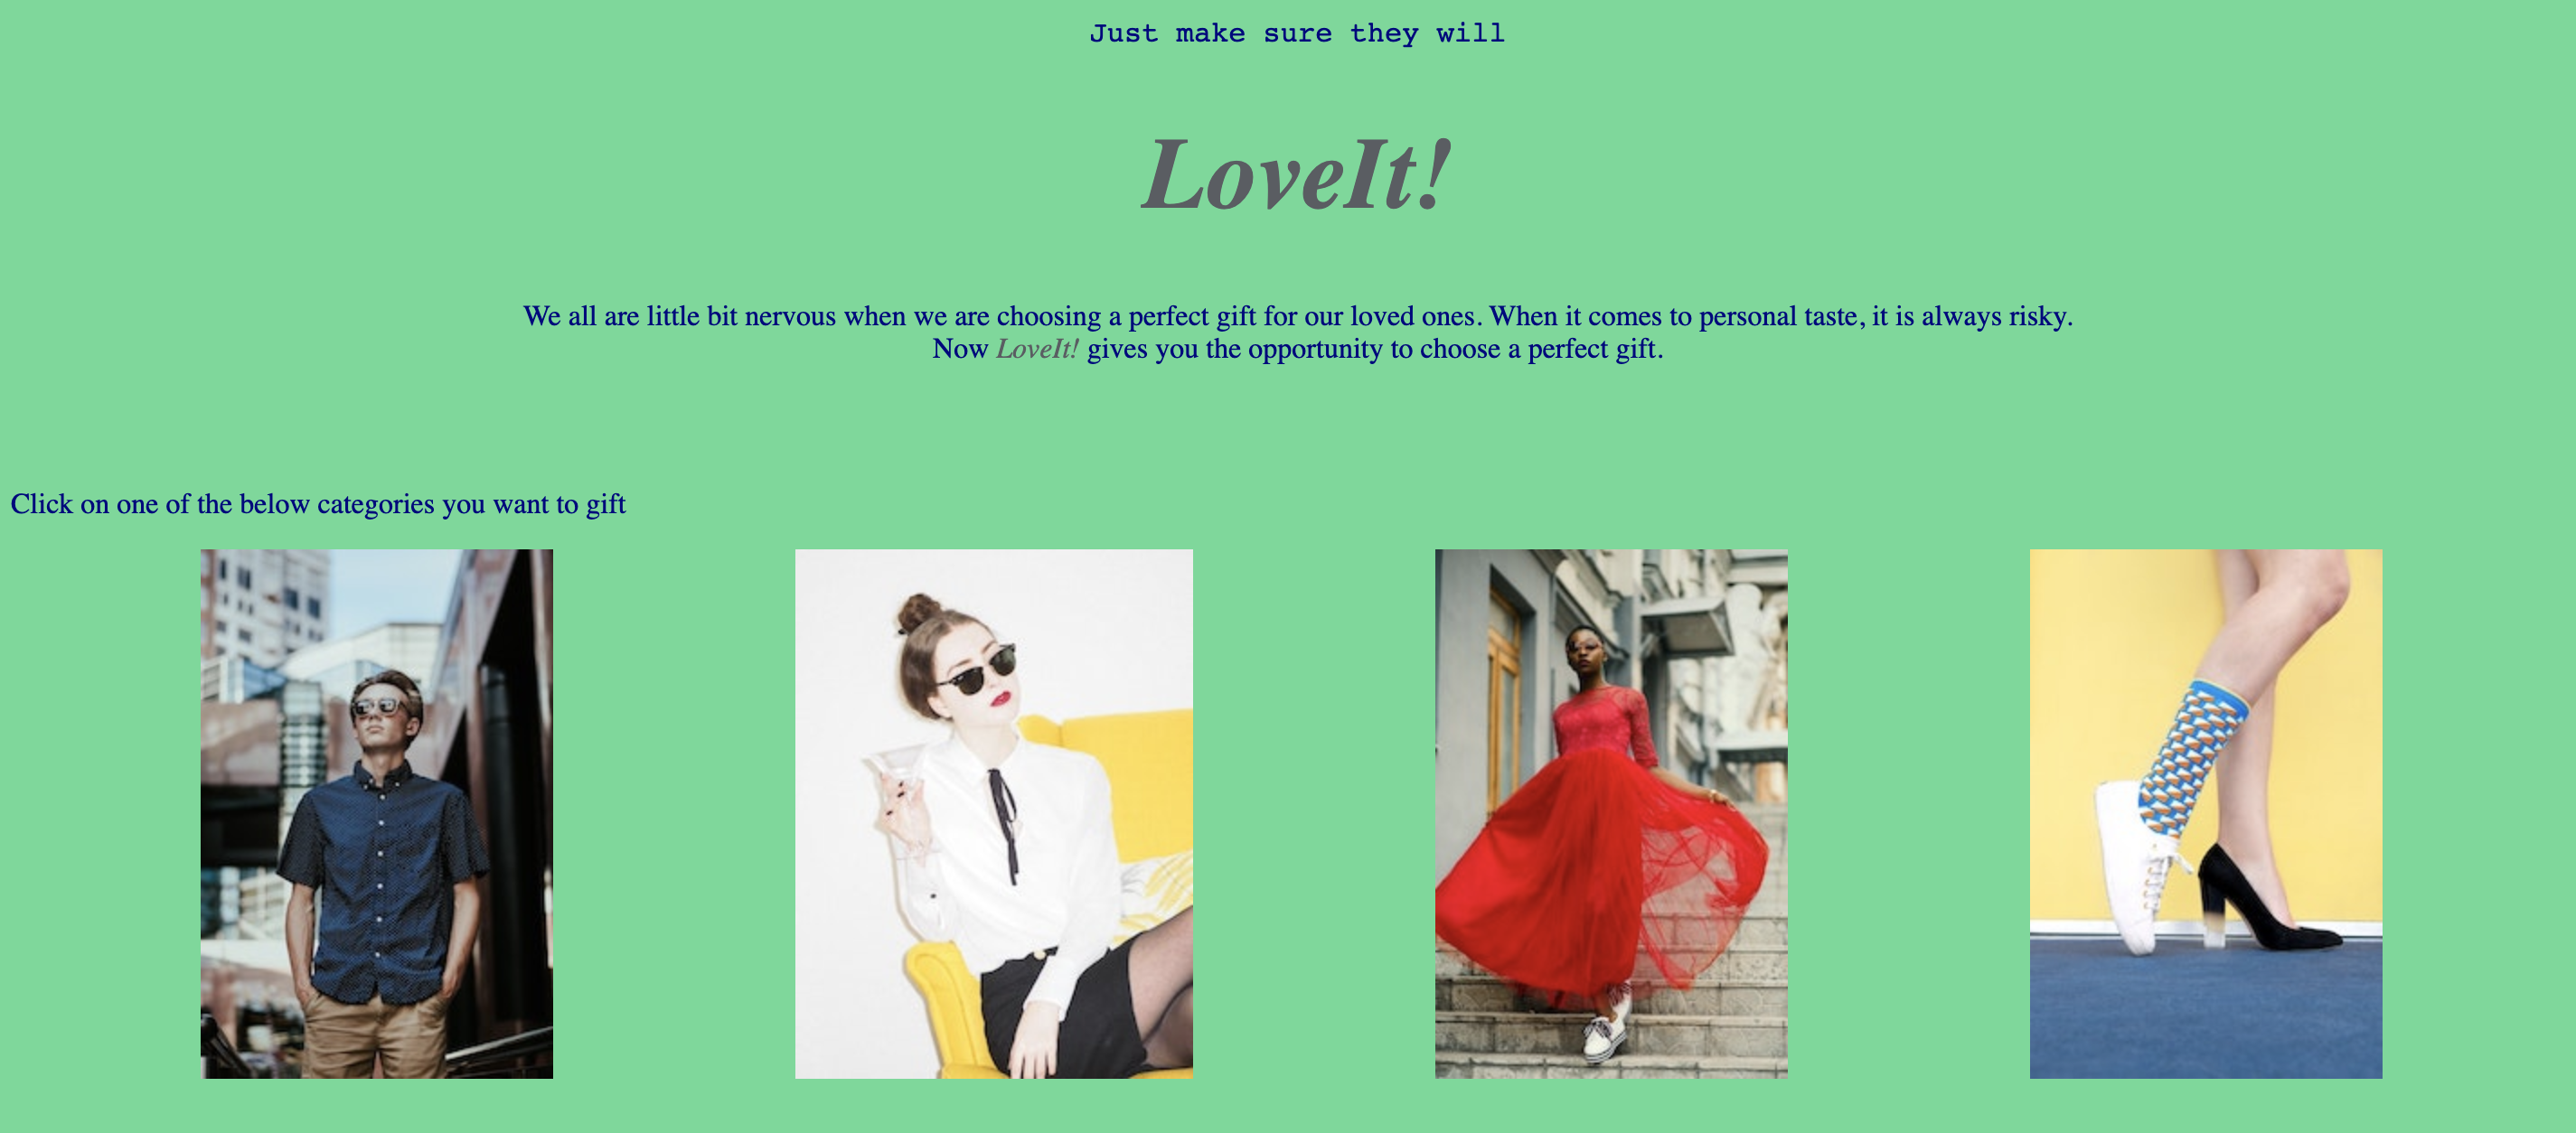 Just make sure they will
LoveIt!
We all are little bit nervous when we are choosing a perfect gift for our loved ones. When it comes to personal taste, it is always risky.
Now LoveIt! gives you the opportunity to choose a perfect gift.
Click on one of the below categories you want to gift